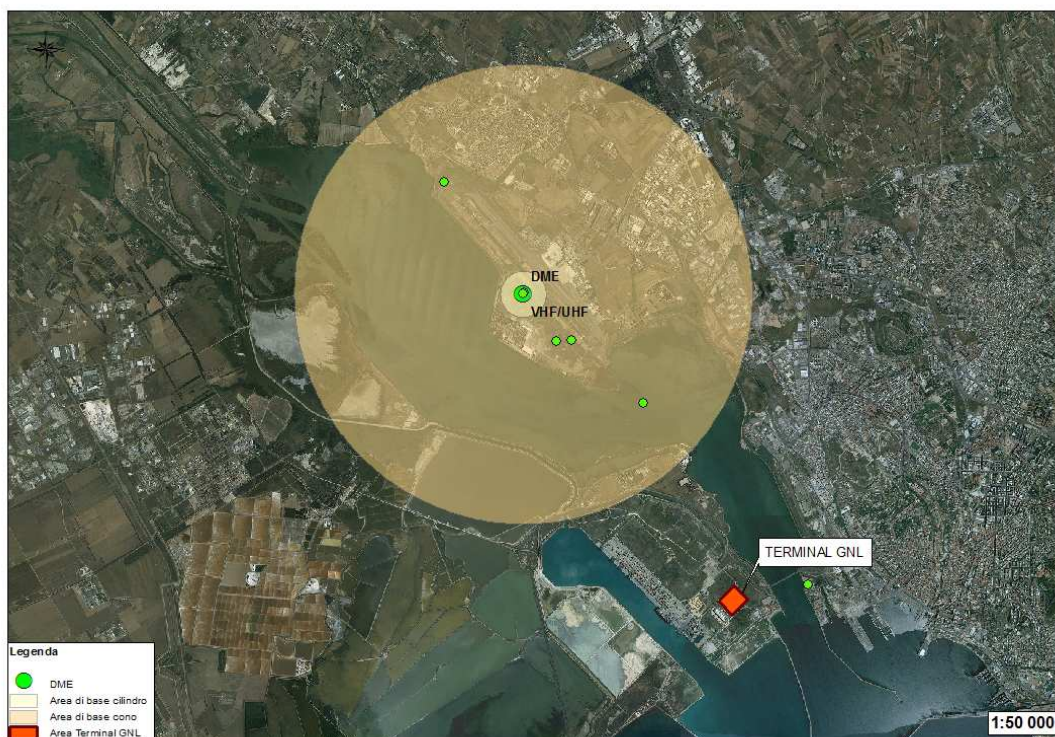 DME
VHF/UHF
TERMINAL GNL
Legenda
DME
Area di base cilindro
Area di base cono
Area Terminal GNL
1:50 000